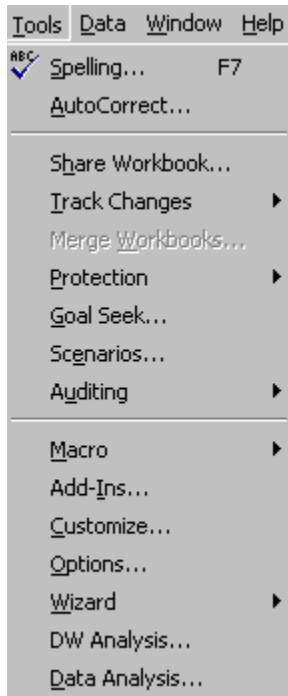 Tools Data Window Help
ABC Spelling... F7
AutoCorrect...
Share Workbook...
Track Changes
Merge Workbooks...
Protection
Goal Seek...
Scenarios...
Auditing
Macro
Add-Ins...
Customize...
Options...
Wizard
DW Analysis...
Data Analysis...